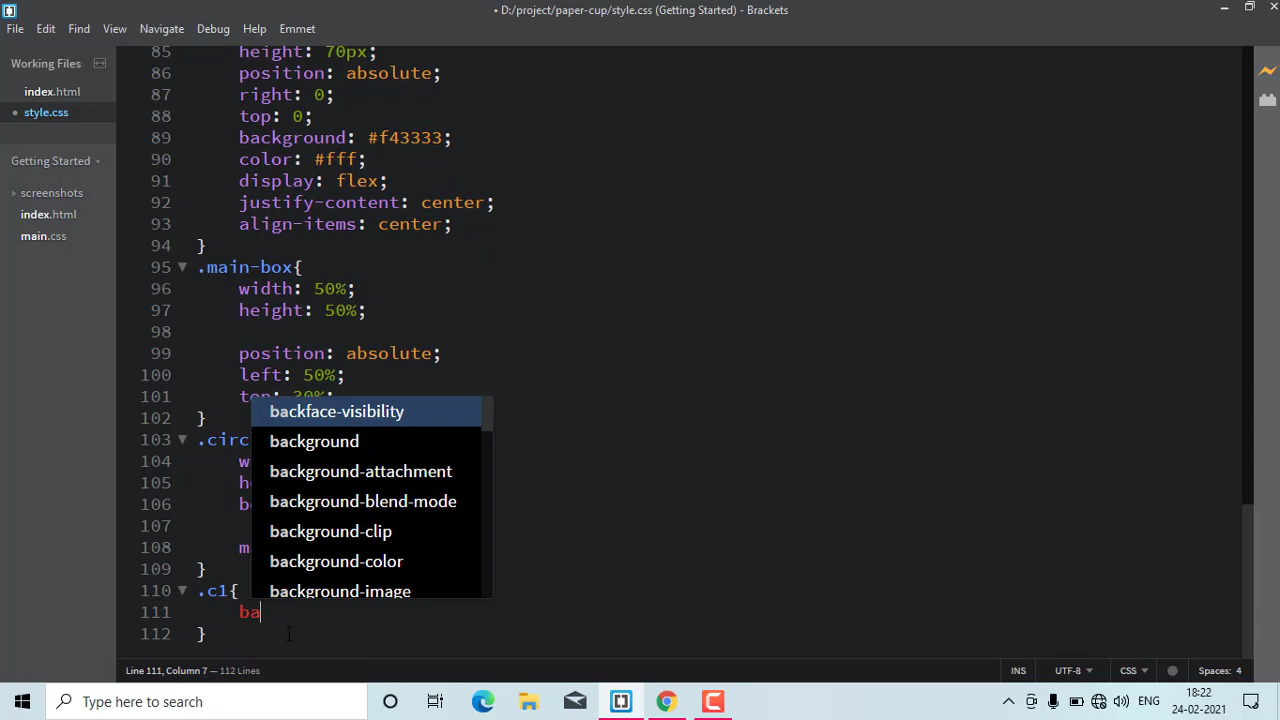 • D:/project/paper-cup/style.css (Getting Started) - Brackets
File Edit Find View Navigate Debug Help Emmet
Working Files
index.html
• style.css
Getting Started
screenshots
index.html
main.css
85 height: 70px;
86 position: absolute;
87 right: 0;
88 top: 0;
89 background: #f43333;
90 color: #fff;
91 display: flex;
92 justify-content: center;
93 align-items: center;
94 }
95 .main-box{
96 width: 50%;
97 height: 50%;
98
99 position: absolute;
100 left: 50%;
101 top: 30%;
102 }
103 .circ
104 w
105 he
106 bo
107
108 m
109 }
110 .c1{
111 ba
112 }
backface-visibility
background
background-attachment
background-blend-mode
background-clip
background-color
background-image
Line 111, Column 7 — 112 Lines
INS UTF-8 CSS Spaces: 4
Type here to search
ENG
18:22
24-02-2021